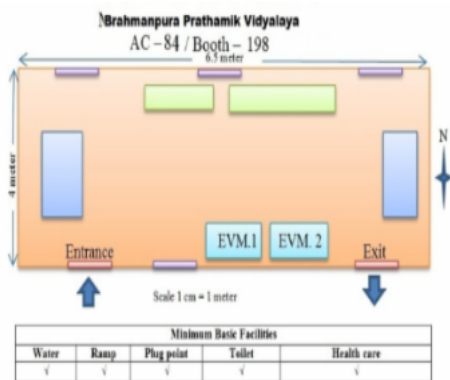 Brahmanpura Prathamik Vidyalaya
AC – 84 / Booth – 198
6.5 meter
4 meter
N
EVM.1 EVM. 2
Entrance
Exit
Scale 1 cm = 1 meter
Minimum Basic Facilities
Water Ramp Plug point Toilet Health care
√ √ √ √ √